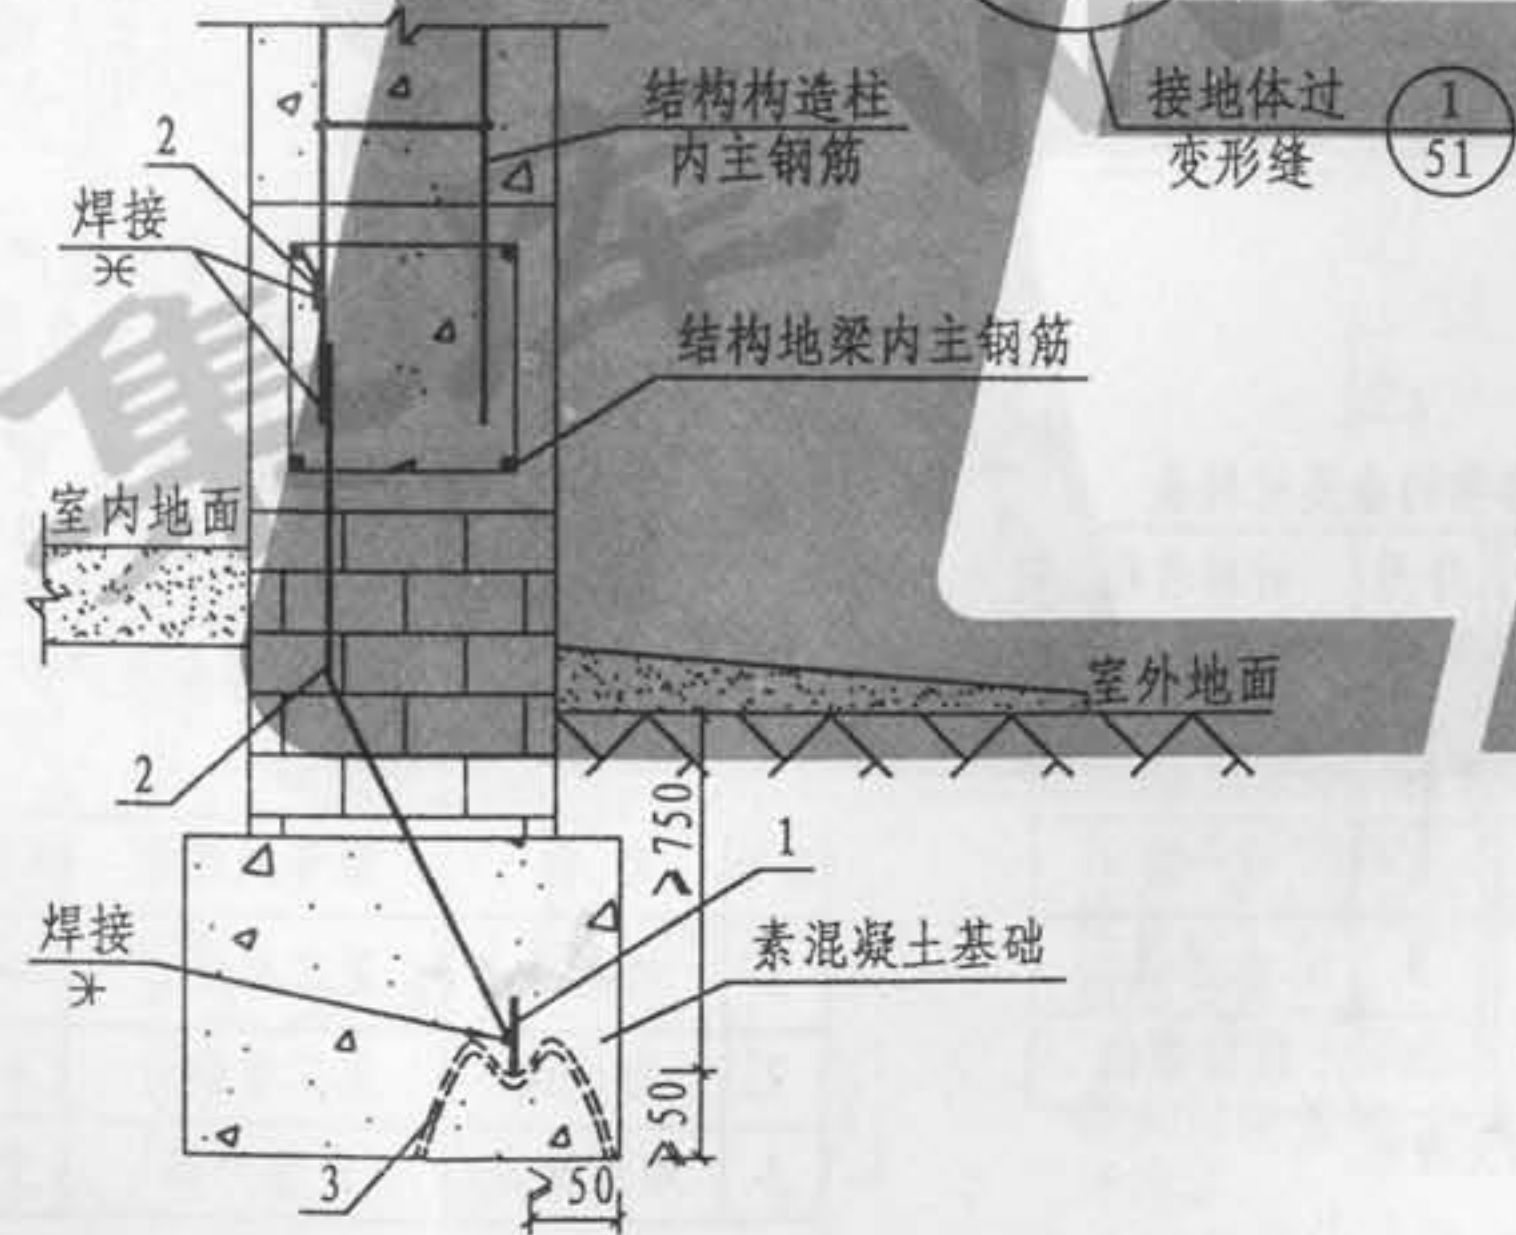 结构构造柱
内主钢筋
接地体过
变形缝
1
51
2
焊接
结构地梁内主钢筋
室内地面
室外地面
2
≥750
1
焊接
素混凝土基础
≥50
3
≥50